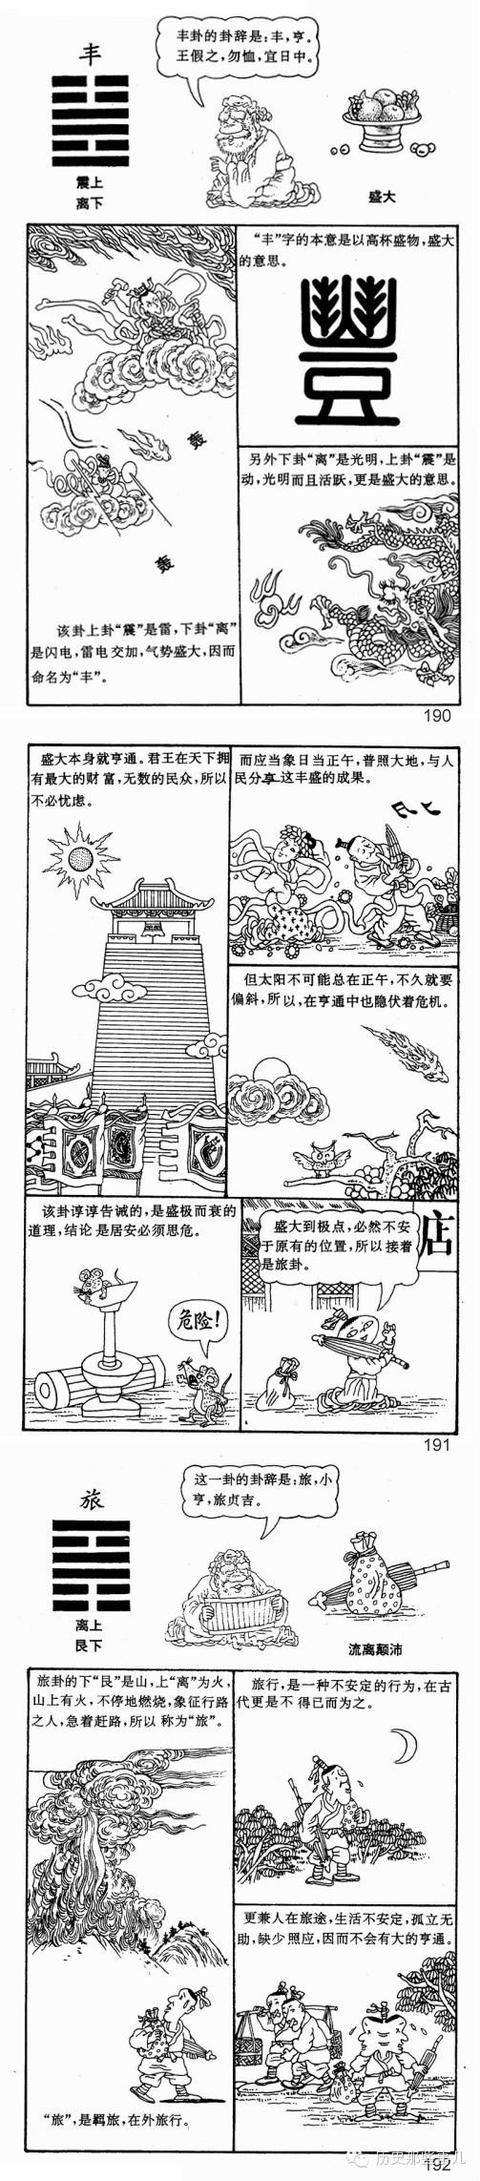 丰
震上
离下
丰卦的卦辞是：丰，亨。
王假之，勿恤，宜日中。
盛大
轰
轰
该卦上卦“震”是雷，下卦“离”
是闪电，雷电交加，气势盛大，因而
命名为“丰”。
“丰”字的本意是以高杯盛物，盛大
的意思。
豐
另外下卦“离”是光明，上卦“震”是
动，光明而且活跃，更是盛大的意思。
190
盛大本身就亨通。君王在天下拥
有最大的财富，无数的民众，所以
不必忧虑。
而应当象日当正午，普照大地，与人
民分享这丰盛的成果。
但太阳不可能总在正午，不久就要
偏斜，所以，在亨通中也隐伏着危机。
该卦谆谆告诫的，是盛极而衰的
道理，结论是居安必须思危。
危险！
盛大到极点，必然不安
于原有的位置，所以接着
是旅卦。
店
191
旅
离上
艮下
这一卦的卦辞是：旅，小
亨，旅贞吉。
流离颠沛
旅卦的下“艮”是山，上“离”为火，
山上有火，不停地燃烧，象征行路
之人，急着赶路，所以称为“旅”。
“旅”，是羁旅，在外旅行。
旅行，是一种不安定的行为，在古
代更是不得已而为之。
更兼人在旅途，生活不安定，孤立无
助，缺少照应，因而不会有大的亨通。
历史那些事儿
192